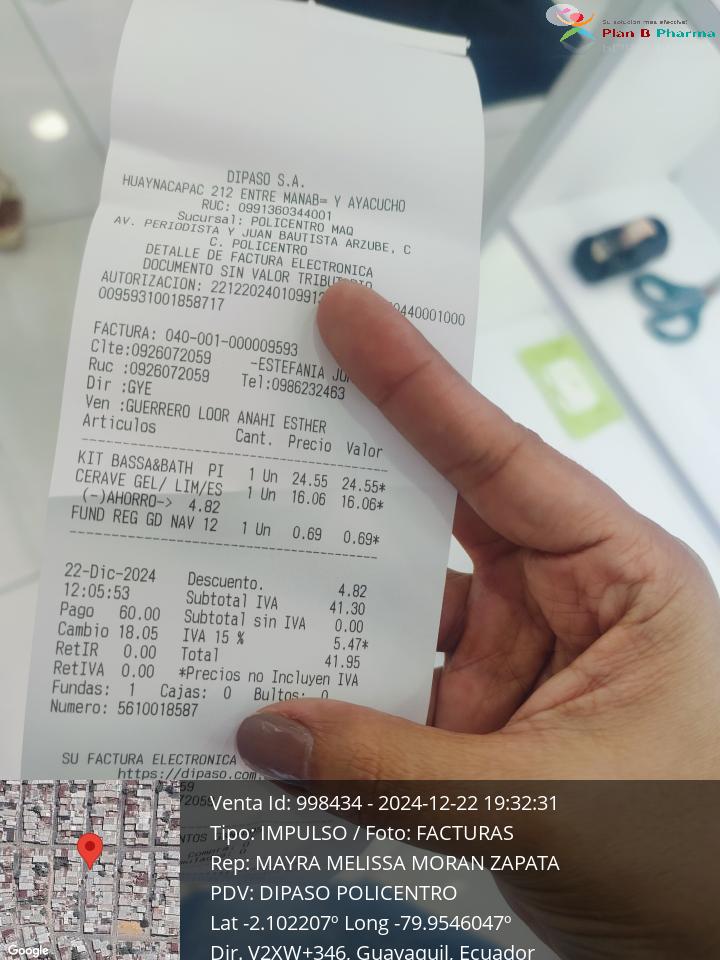 Su solucion mas efectiva!
Plan B Pharma
DIPASO S.A.
HUAYNACAPAC 212 ENTRE MANAB= Y AYACUCHO
RUC: 0991360344001
Sucursal: POLICENTRO MAQ
AV. PERIODISTA Y JUAN BAUTISTA ARZUBE, C
C. POLICENTRO
DETALLE DE FACTURA ELECTRONICA
DOCUMENTO SIN VALOR
AUTORIZACION:
0095931001858717
FACTURA: 040-001-000009593
Clte:0926072059 -ESTEFANIA
Ruc :0926072059 Tel:0986232463
Dir :GYE
Ven :GUERRERO LOOR ANAHI ESTHER
Articulos Cant. Precio Valor
KIT BASSA&BATH PI 1 Un 24.55 24.55*
CERAVE GEL/ LIM/ES 1 Un 16.06 16.06*
(-)AHORRO-> 4.82
FUND REG GD NAV 12 1 Un 0.69 0.69*
22-Dic-2024 Descuento. 4.82
12:05:53 Subtotal IVA 41.30
Pago 60.00 Subtotal sin IVA 0.00
Cambio 18.05 IVA 15 % 5.47*
RetIR 0.00 Total 41.95
RetIVA 0.00 *Precios no Incluyen IVA
Fundas: 1 Cajas: 0 Bultos: 0
Numero: 5610018587
SU FACTURA ELECTRONICA
https://dipaso.com.
Venta Id: 998434 - 2024-12-22 19:32:31
Tipo: IMPULSO / Foto: FACTURAS
Rep: MAYRA MELISSA MORAN ZAPATA
PDV: DIPASO POLICENTRO
Lat -2.102207º Long -79.9546047º
Dir. V2XW+346, Guayaquil, Ecuador
Google